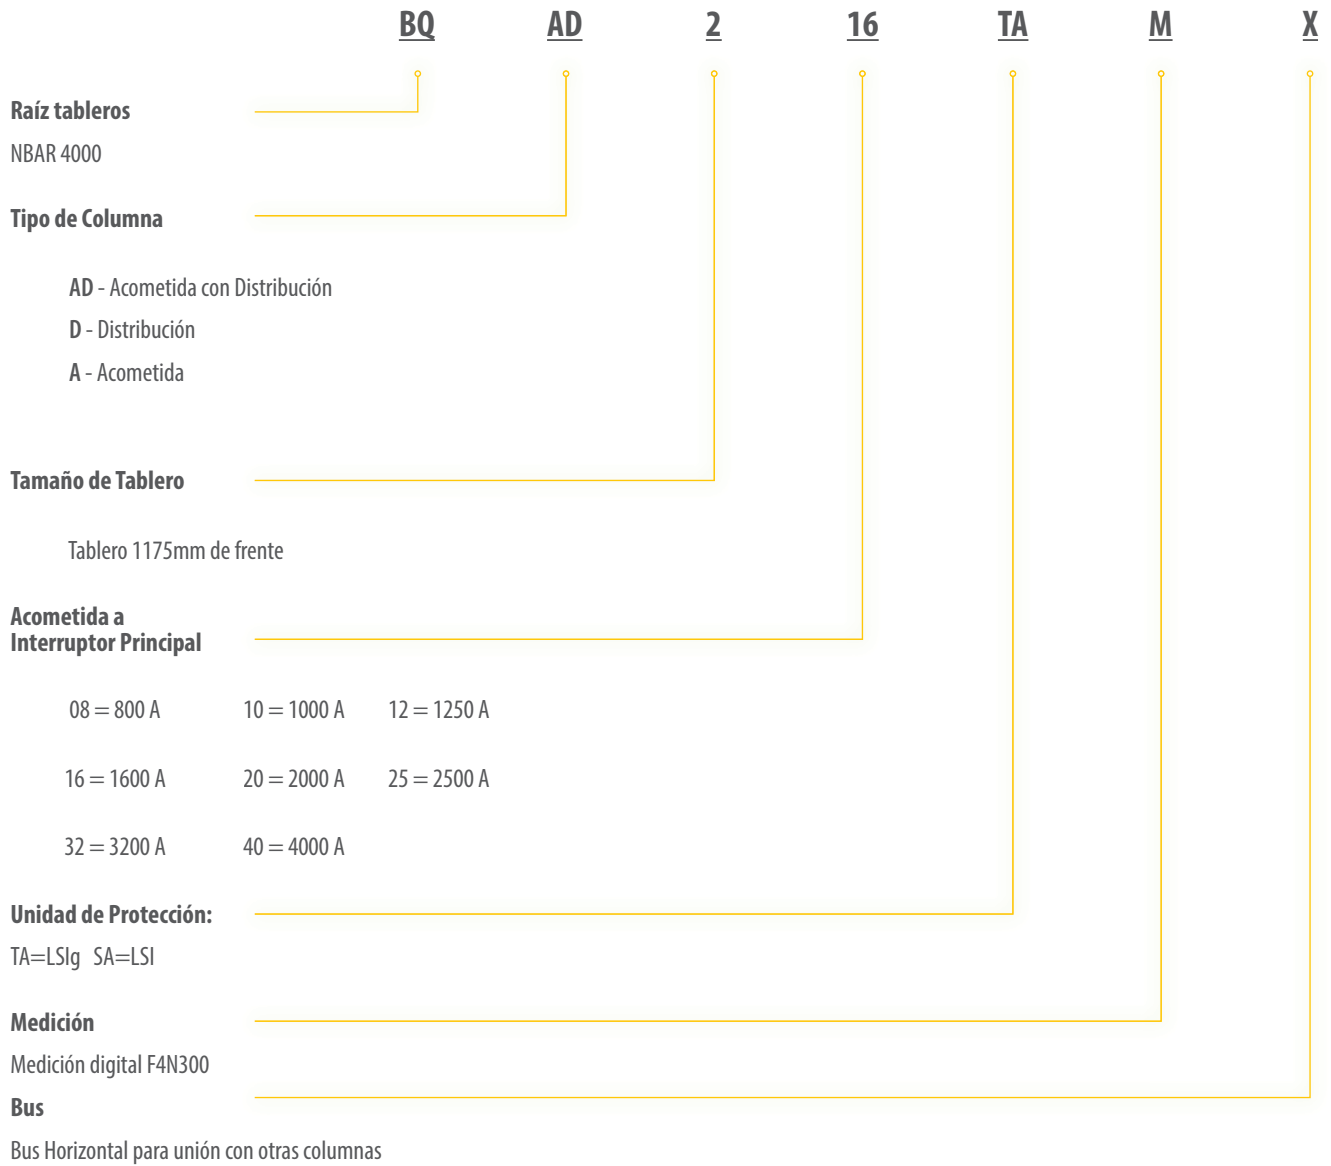 BQ AD 2 16 TA M X
Raíz tableros
NBAR 4000
Tipo de Columna
AD - Acometida con Distribución
D - Distribución
A - Acometida
Tamaño de Tablero
Tablero 1175mm de frente
Acometida a
Interruptor Principal
08 = 800 A 10 = 1000 A 12 = 1250 A
16 = 1600 A 20 = 2000 A 25 = 2500 A
32 = 3200 A 40 = 4000 A
Unidad de Protección:
TA=LSIg SA=LSI
Medición
Medición digital F4N300
Bus
Bus Horizontal para unión con otras columnas